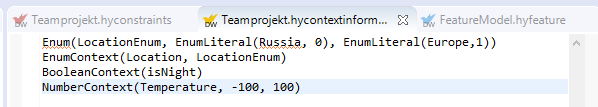 Teamprojekt.hyconstraints Teamprojekt.hycontextinform... FeatureModel.hyfeature
Enum(LocationEnum, EnumLiteral(Russia, 0), EnumLiteral(Europe,1))
EnumContext(Location, LocationEnum)
BooleanContext(isNight)
NumberContext(Temperature, -100, 100)